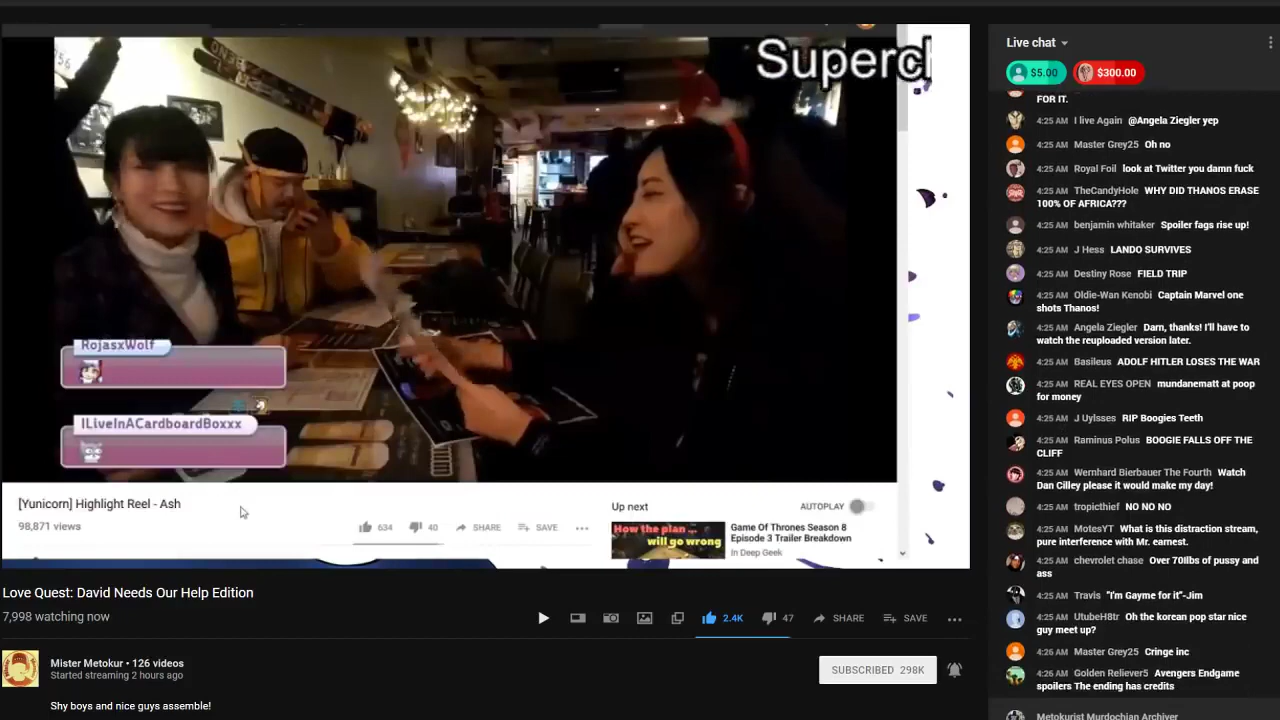 Superch
RojasxWolf
ILiveInACardboardBoxxx
[Yunicorn] Highlight Reel - Ash
98,871 views
634
40
SHARE
SAVE
Up next
AUTOPLAY
How the plan ...
will go wrong
Game Of Thrones Season 8
Episode 3 Trailer Breakdown
In Deep Geek
Love Quest: David Needs Our Help Edition
7,998 watching now
2.4K
47
SHARE
SAVE
Mister Metokur • 126 videos
Started streaming 2 hours ago
SUBSCRIBED 298K
Shy boys and nice guys assemble!
Live chat
$5.00
$300.00
FOR IT.
4:25 AM I live Again @Angela Ziegler yep
4:25 AM Master Grey25 Oh no
4:25 AM Royal Foil look at Twitter you damn fuck
4:25 AM TheCandyHole WHY DID THANOS ERASE
100% OF AFRICA???
4:25 AM benjamin whitaker Spoiler fags rise up!
4:25 AM J Hess LANDO SURVIVES
4:25 AM Destiny Rose FIELD TRIP
4:25 AM Oldie-Wan Kenobi Captain Marvel one
shots Thanos!
4:25 AM Angela Ziegler Darn, thanks! I'll have to
watch the reuploaded version later.
4:25 AM Basileus ADOLF HITLER LOSES THE WAR
4:25 AM REAL EYES OPEN mundanematt at poop
for money
4:25 AM J Uylsses RIP Boogies Teeth
4:25 AM Raminus Polus BOOGIE FALLS OFF THE
CLIFF
4:25 AM Wernhard Bierbauer The Fourth Watch
Dan Cilley please it would make my day!
4:25 AM tropicthief NO NO NO
4:25 AM MotesYT What is this distraction stream,
pure interference with Mr. earnest.
4:25 AM chevrolet chase Over 70llbs of pussy and
ass
4:25 AM Travis "I'm Gayme for it"-Jim
4:25 AM UtubeH8tr Oh the korean pop star nice
guy meet up?
4:26 AM Master Grey25 Cringe inc
4:26 AM Golden Reliever5 Avengers Endgame
spoilers The ending has credits
Metokurist Murdochian Archiver